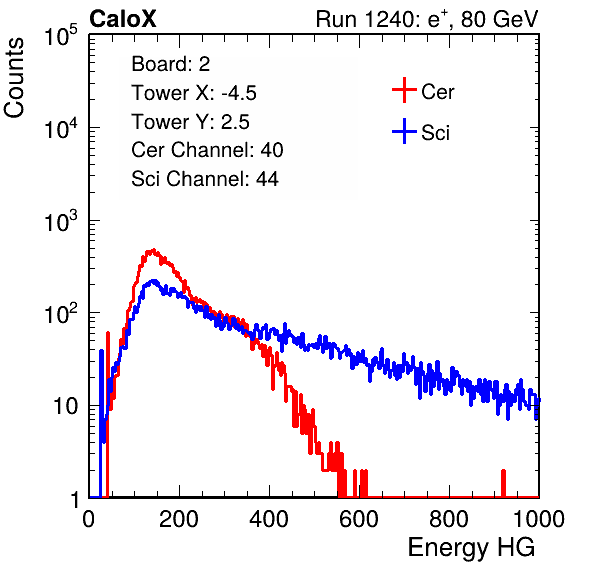 CaloX Run 1240: e⁺, 80 GeV
Counts
10⁵
10⁴
10³
10²
10
1
Board: 2
Tower X: -4.5
Tower Y: 2.5
Cer Channel: 40
Sci Channel: 44
Cer
Sci
0 200 400 600 800 1000
Energy HG